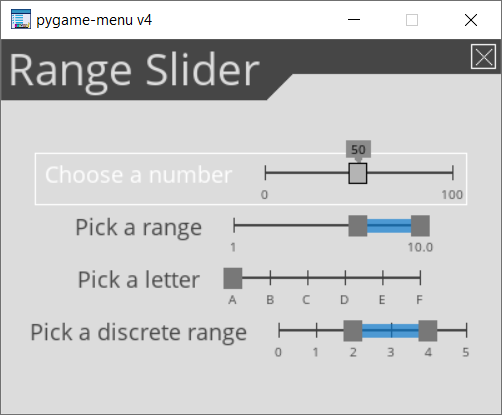 pygame-menu v4
Range Slider
50
Choose a number
0 100
Pick a range
1 10.0
Pick a letter
A B C D E F
Pick a discrete range
0 1 2 3 4 5